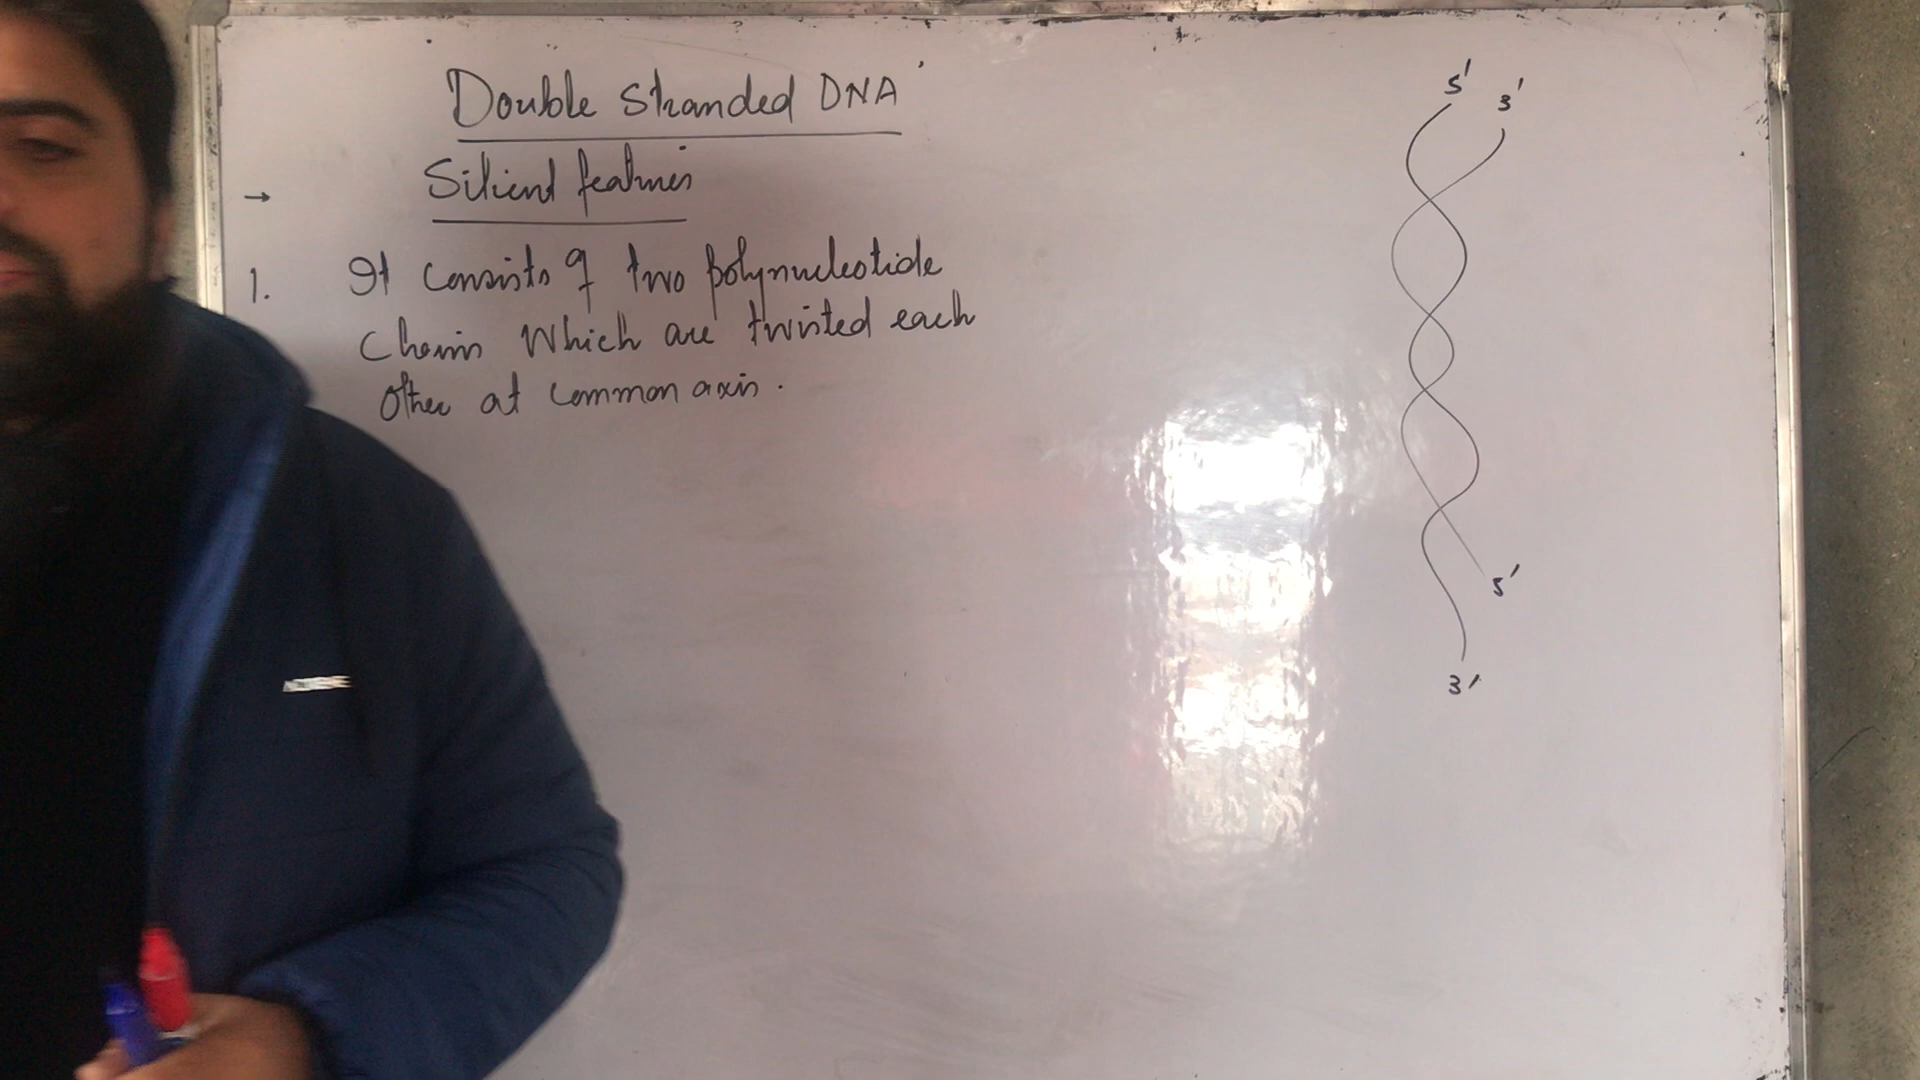 Double Stranded DNA
→ Silient features
1. It consists of two polynucleotide
Chains Which are twisted each
Other at common axis.
5' 3'
5'
3'